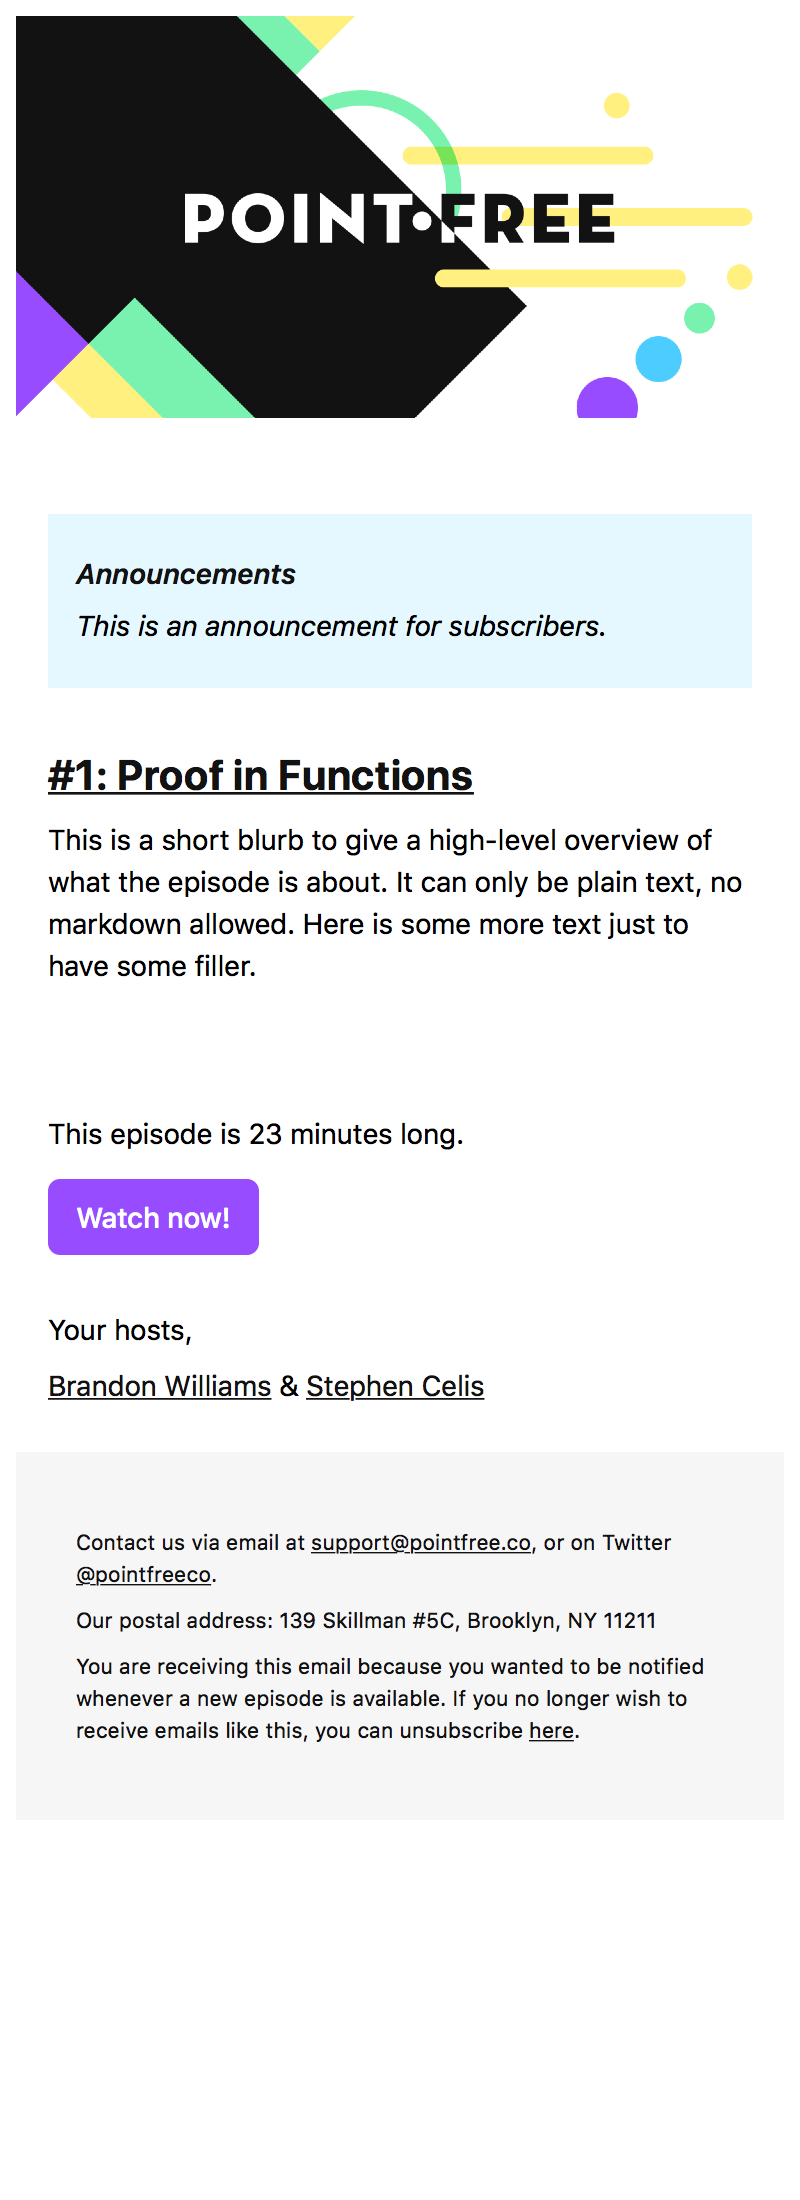 POINT•FREE
Announcements
This is an announcement for subscribers.
#1: Proof in Functions
This is a short blurb to give a high-level overview of
what the episode is about. It can only be plain text, no
markdown allowed. Here is some more text just to
have some filler.
This episode is 23 minutes long.
Watch now!
Your hosts,
Brandon Williams & Stephen Celis
Contact us via email at support@pointfree.co, or on Twitter
@pointfreeco.
Our postal address: 139 Skillman #5C, Brooklyn, NY 11211
You are receiving this email because you wanted to be notified
whenever a new episode is available. If you no longer wish to
receive emails like this, you can unsubscribe here.